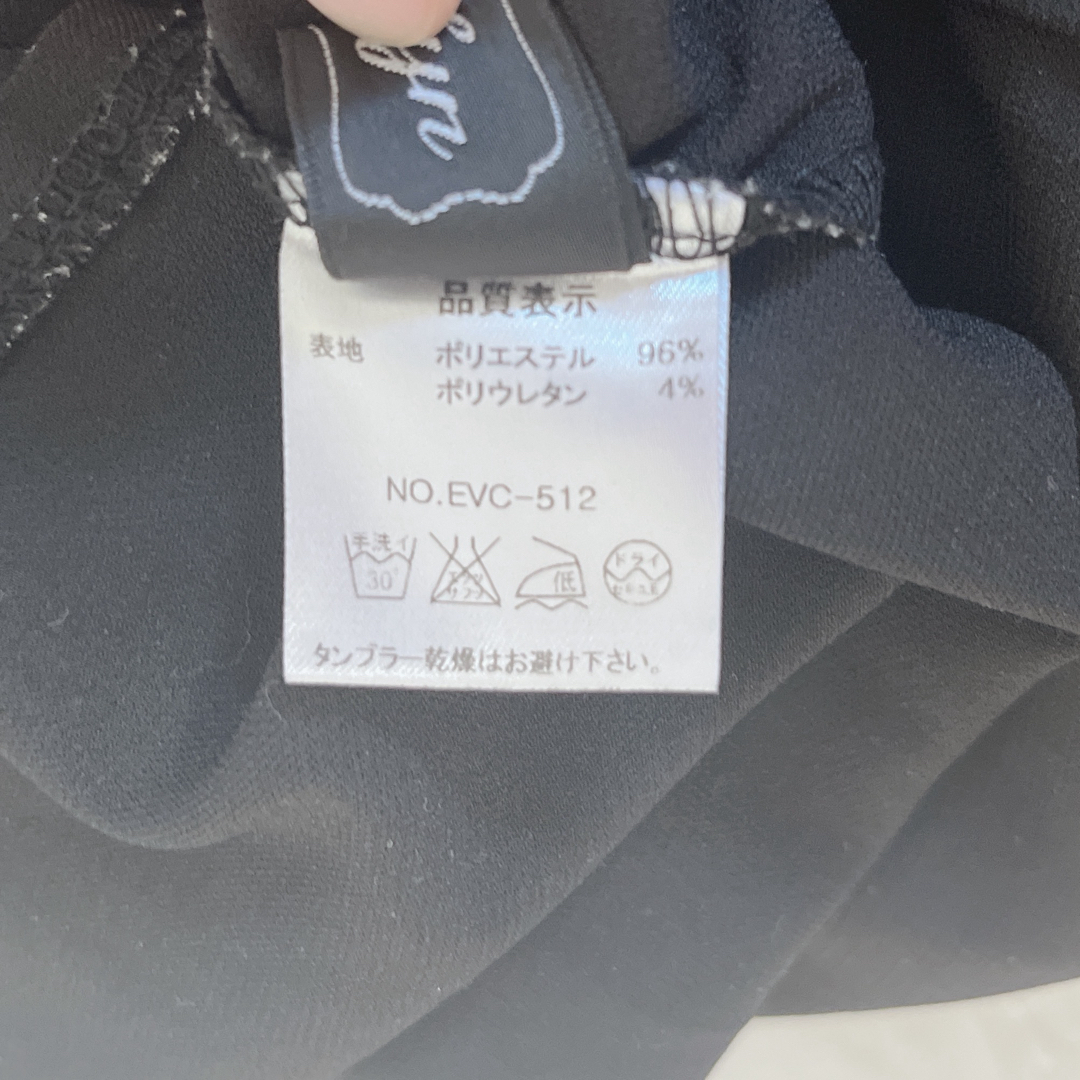 品質表示
表地 ポリエステル 96%
ポリウレタン 4%
NO.EVC-512
手洗イ
30°
低
ドライ
タンブラー乾燥はお避け下さい。